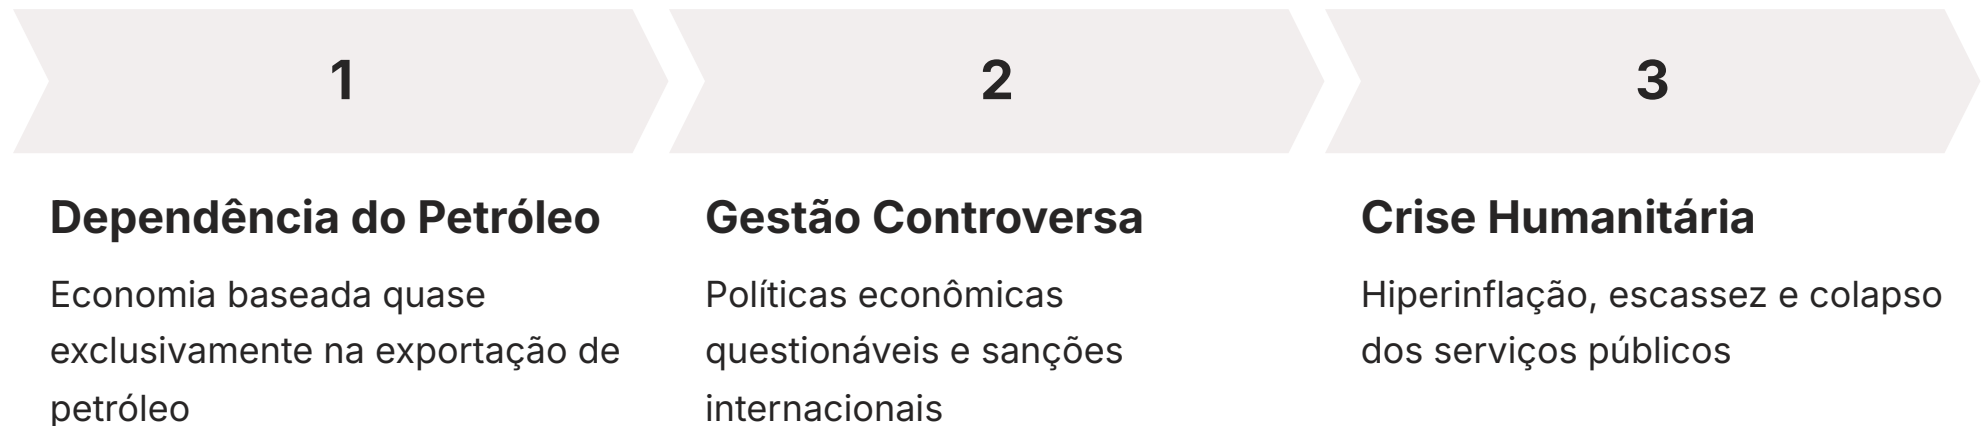 1
2
3
Dependência do Petróleo
Economia baseada quase
exclusivamente na exportação de
petróleo
Gestão Controversa
Políticas econômicas
questionáveis e sanções
internacionais
Crise Humanitária
Hiperinflação, escassez e colapso
dos serviços públicos